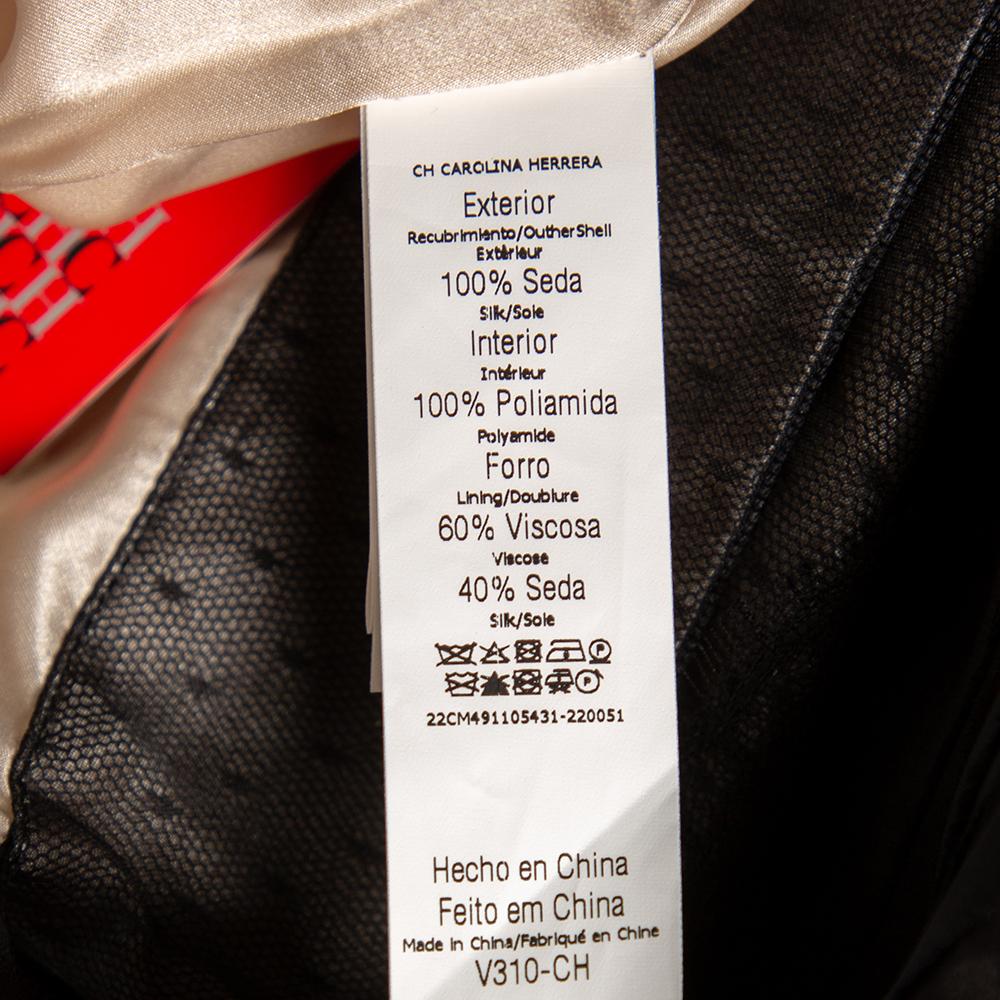 CH CAROLINA HERRERA
Exterior
Recubrimiento/OutherShell
Extérieur
100% Seda
Silk/Soie
Interior
Intérieur
100% Poliamida
Polyamide
Forro
Lining/Doublure
60% Viscosa
Viscose
40% Seda
Silk/Soie
P
P
22CM491105431-220051
Hecho en China
Feito em China
Made in China/Fabriqué en Chine
V310-CH